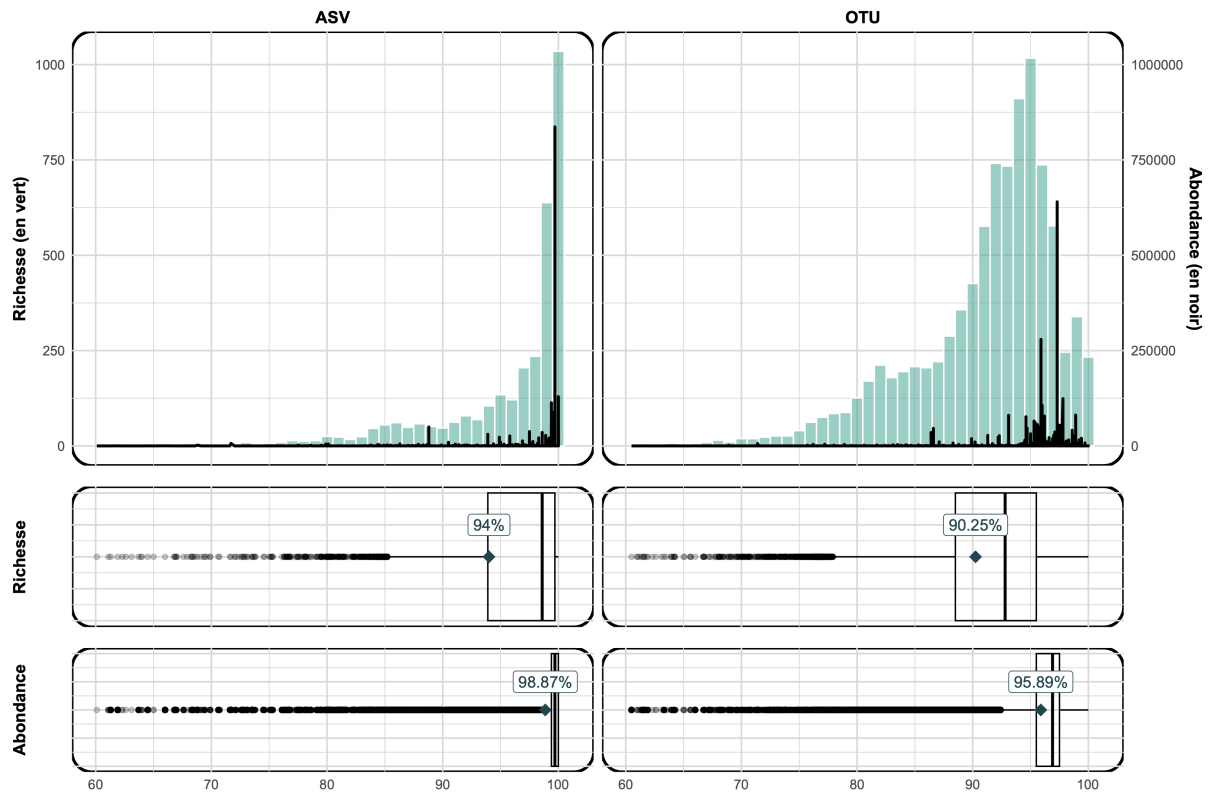 ASV OTU
1000 1000000
750 750000
500 500000
250 250000
0 0
Richesse (en vert)
Abondance (en noir)
Richesse
94% 90.25%
Abondance
98.87% 95.89%
60 70 80 90 100 60 70 80 90 100